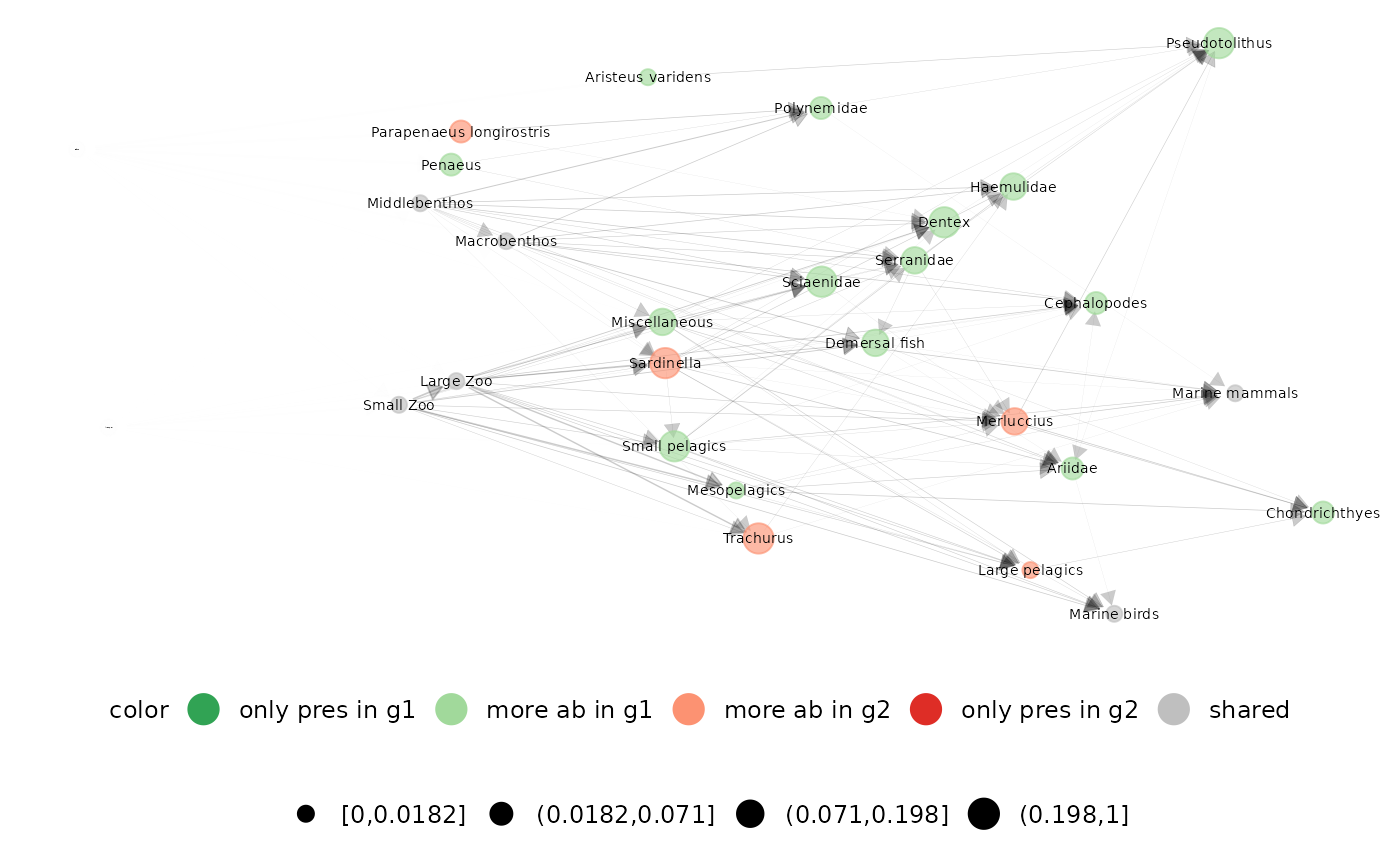 Pseudotolithus
Aristeus varidens
Polynemidae
Parapenaeus longirostris
Penaeus
Haemulidae
Middlebenthos
Dentex
Macrobenthos
Serranidae
Sciaenidae
Cephalopodes
Miscellaneous
Demersal fish
Sardinella
Large Zoo
Marine mammals
Small Zoo
Merluccius
Small pelagics
Ariidae
Mesopelagics
Chondrichthyes
Trachurus
Large pelagics
Marine birds
color only pres in g1 more ab in g1 more ab in g2 only pres in g2 shared
[0,0.0182] (0.0182,0.071] (0.071,0.198] (0.198,1]